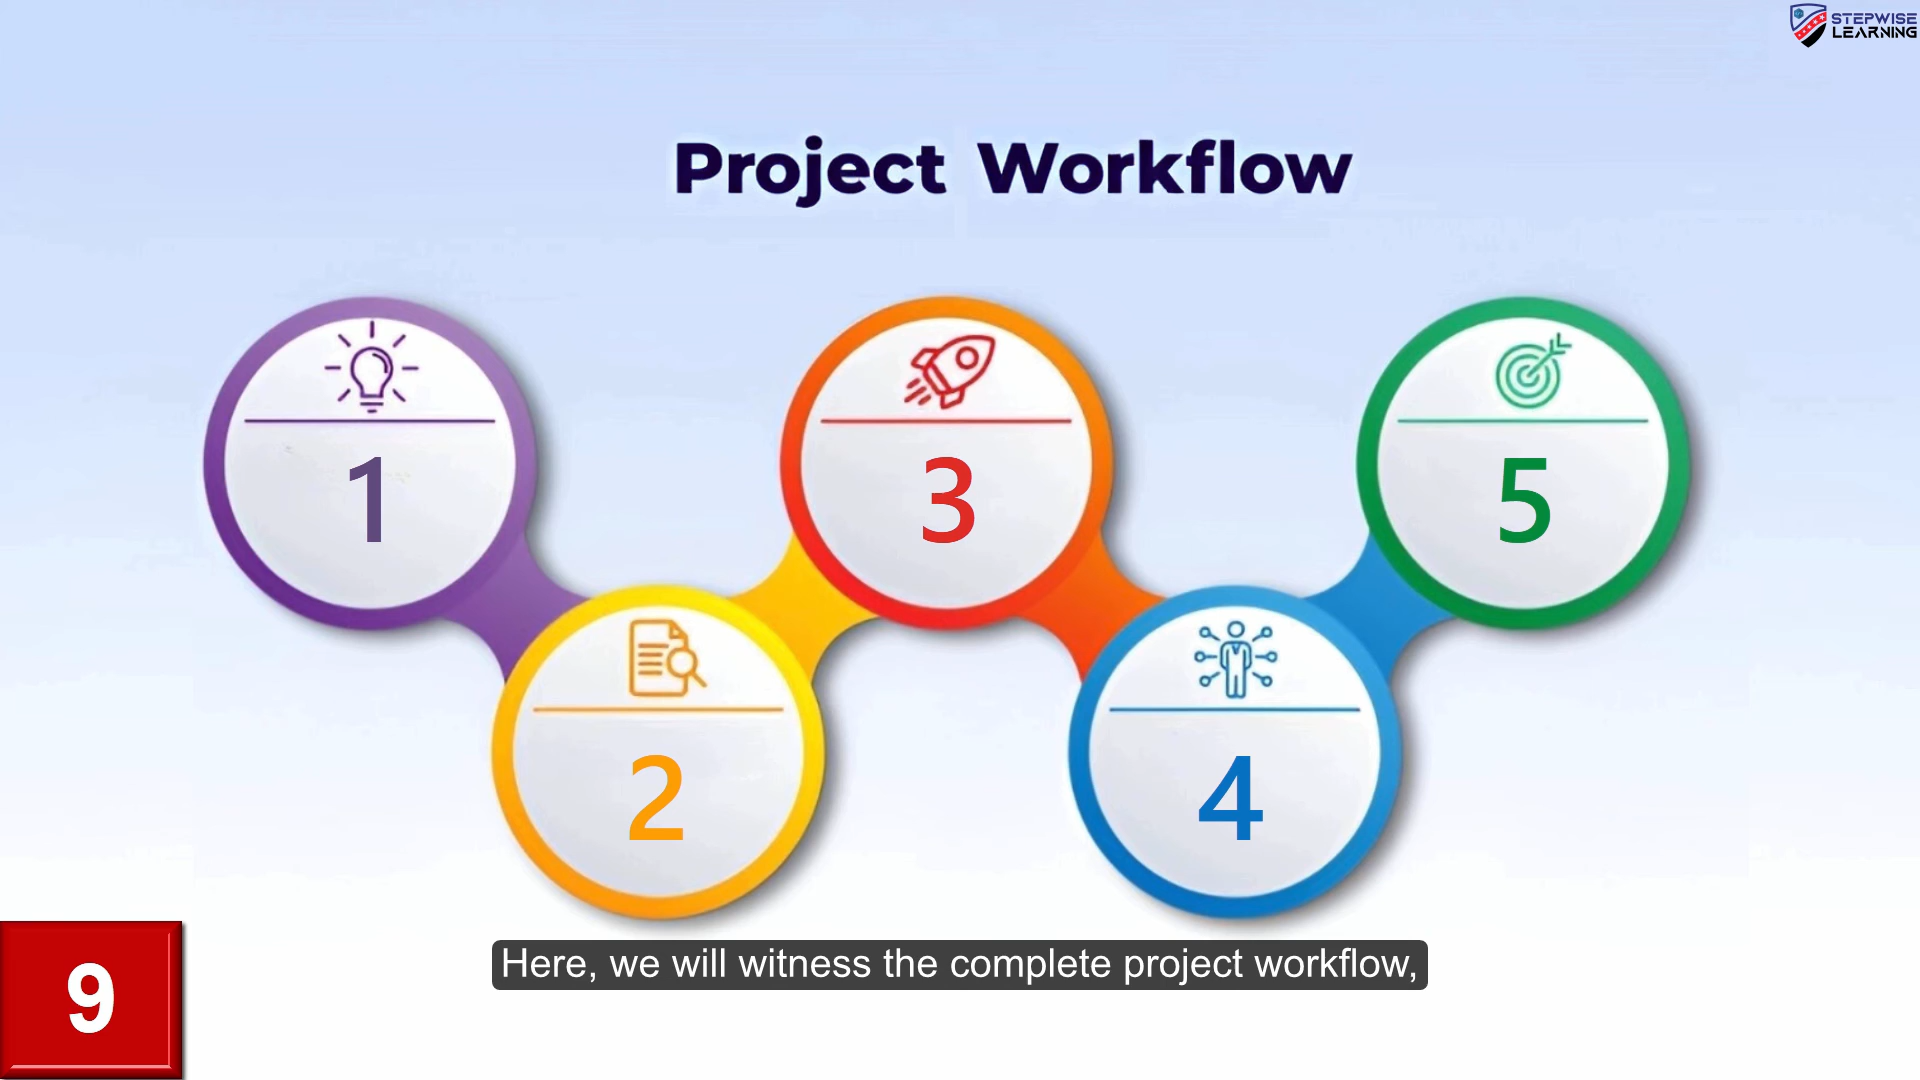 STEPWISE
LEARNING
Project Workflow
1
3
5
2
4
Here, we will witness the complete project workflow,
9